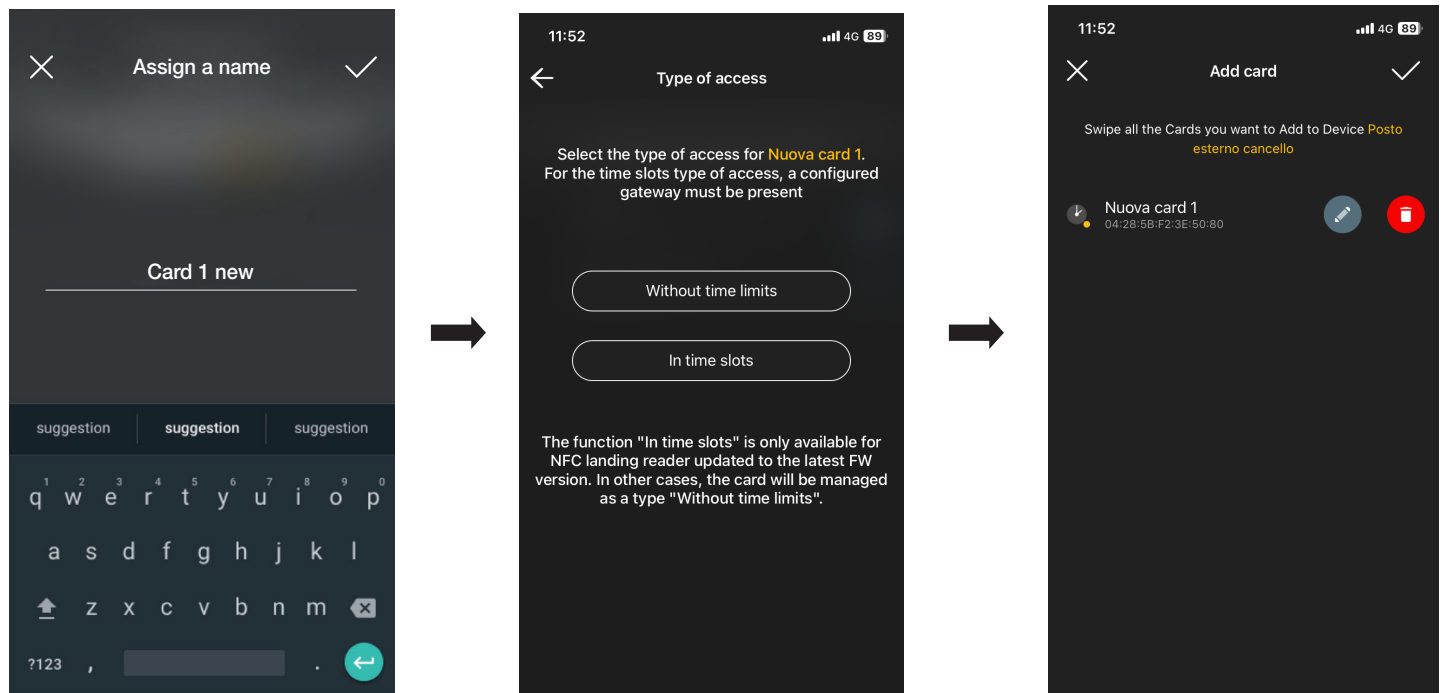 Assign a name
Card 1 new
suggestion suggestion suggestion
1 2 3 4 5 6 7 8 9 0
q w e r t y u i o p
a s d f g h j k l
z x c v b n m
?123 , .
11:52 4G 89
Type of access
Select the type of access for Nuova card 1.
For the time slots type of access, a configured
gateway must be present
Without time limits
In time slots
The function "In time slots" is only available for
NFC landing reader updated to the latest FW
version. In other cases, the card will be managed
as a type "Without time limits".
11:52 4G 89
Add card
Swipe all the Cards you want to Add to Device Posto
esterno cancello
Nuova card 1
04:28:5B:F2:3E:50:80